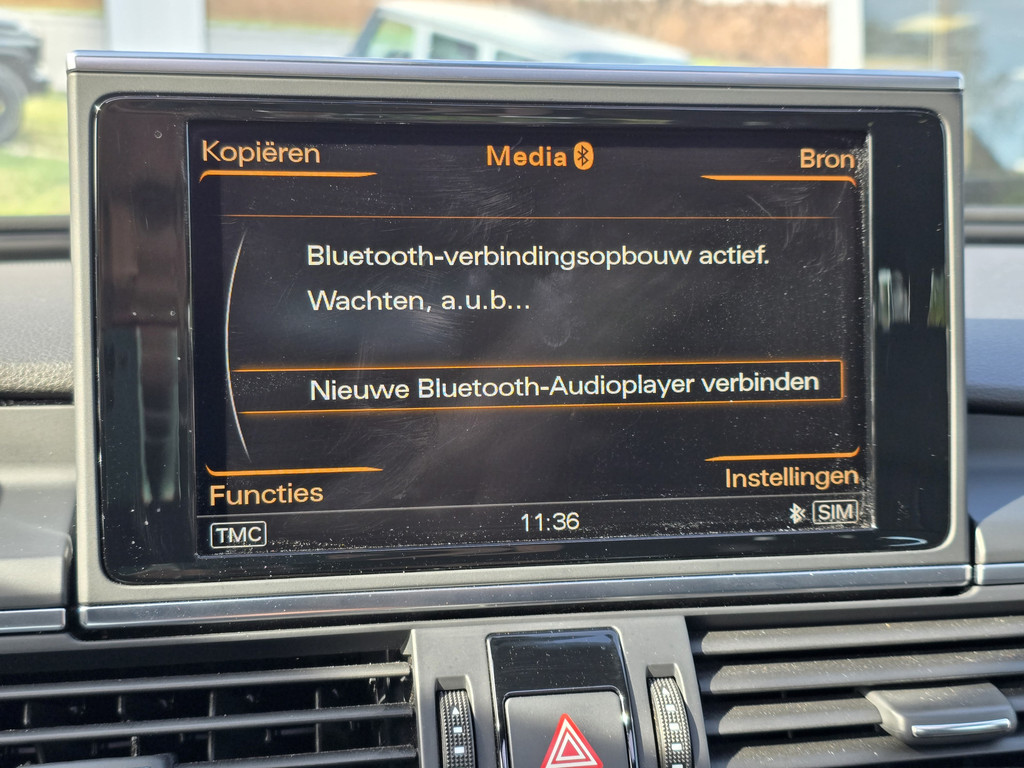 Kopiëren
Media
Bron
Bluetooth-verbindingsopbouw actief.
Wachten, a.u.b...
Nieuwe Bluetooth-Audioplayer verbinden
Functies
Instellingen
TMC
11:36
SIM